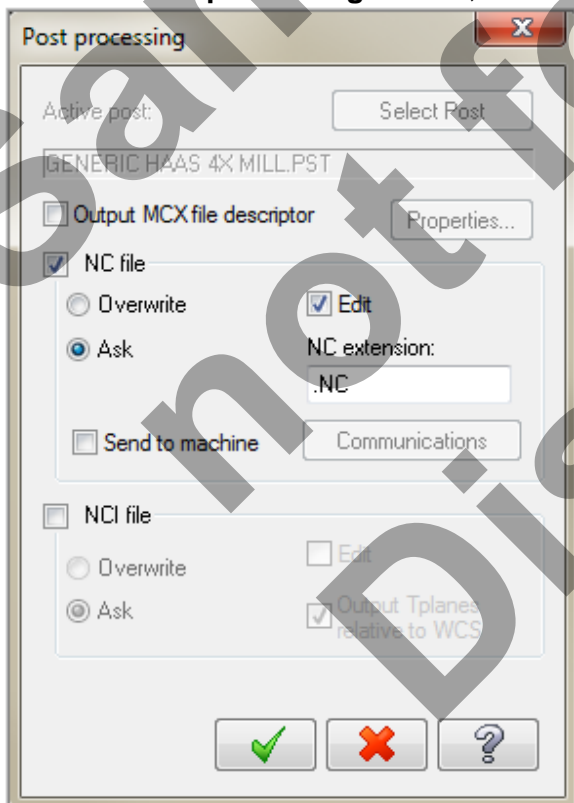 Post processing
Active post:
Select Post
GENERIC HAAS 4X MILL.PST
Output MCX file descriptor
Properties...
NC file
Overwrite
Edit
Ask
NC extension:
.NC
Send to machine
Communications
NCI file
Overwrite
Edit
Ask
Output Tplanes
relative to WCS